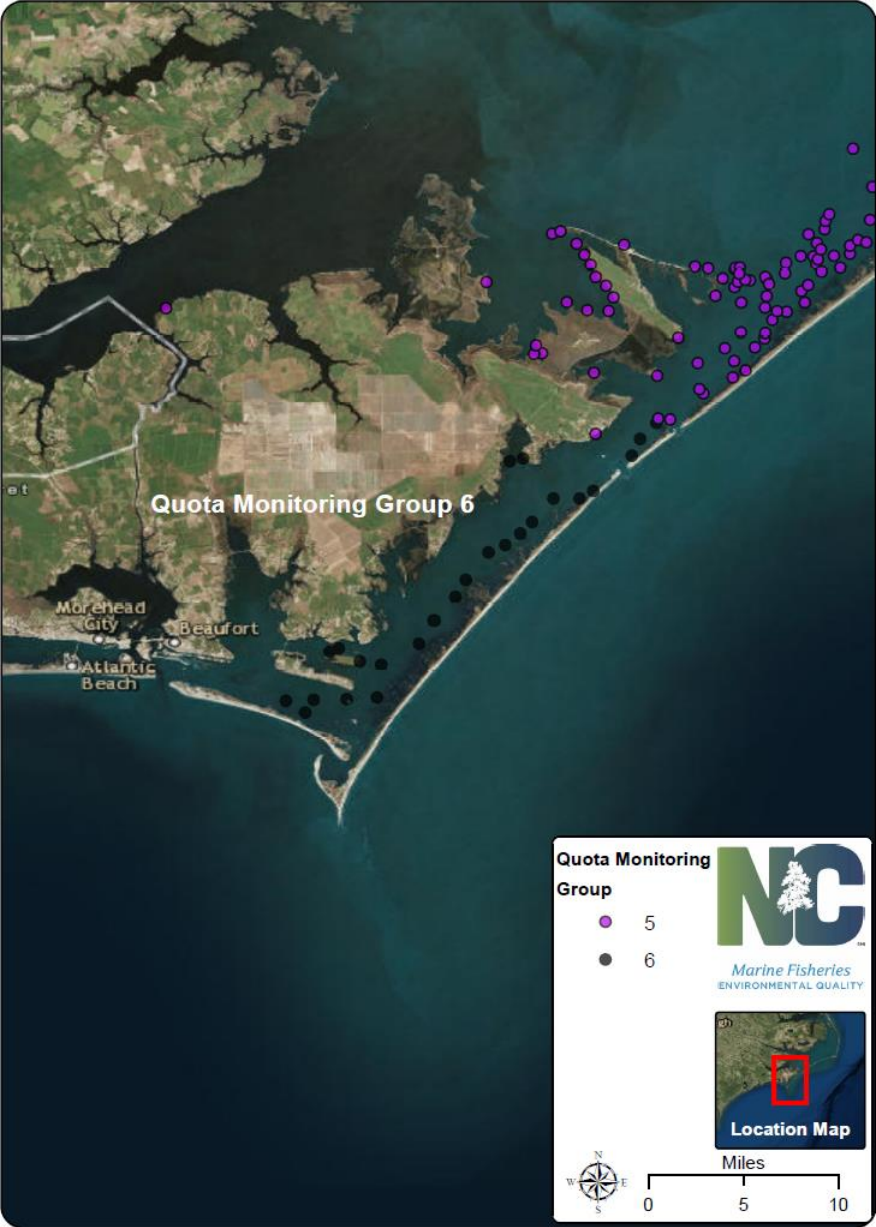 et
Quota Monitoring Group 6
Morehead
City
Beaufort
Atlantic
Beach
Quota Monitoring
Group
5
6
NC
Marine Fisheries
ENVIRONMENTAL QUALITY
gh
Location Map
N
W E
S
Miles
0 5 10